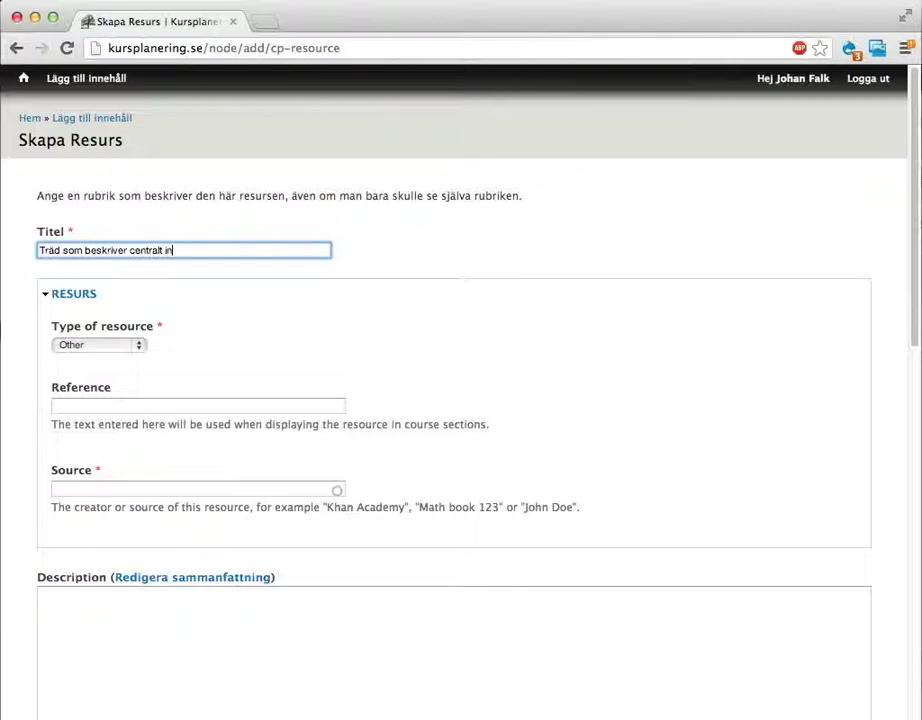 Skapa Resurs | Kursplaner
kursplanering.se/node/add/cp-resource
ABP
3
Lägg till innehåll
Hej Johan Falk
Logga ut
Hem » Lägg till innehåll
Skapa Resurs
Ange en rubrik som beskriver den här resursen, även om man bara skulle se själva rubriken.
Titel *
Träd som beskriver centralt in
RESURS
Type of resource *
Other
Reference
The text entered here will be used when displaying the resource in course sections.
Source *
The creator or source of this resource, for example "Khan Academy", "Math book 123" or "John Doe".
Description (Redigera sammanfattning)